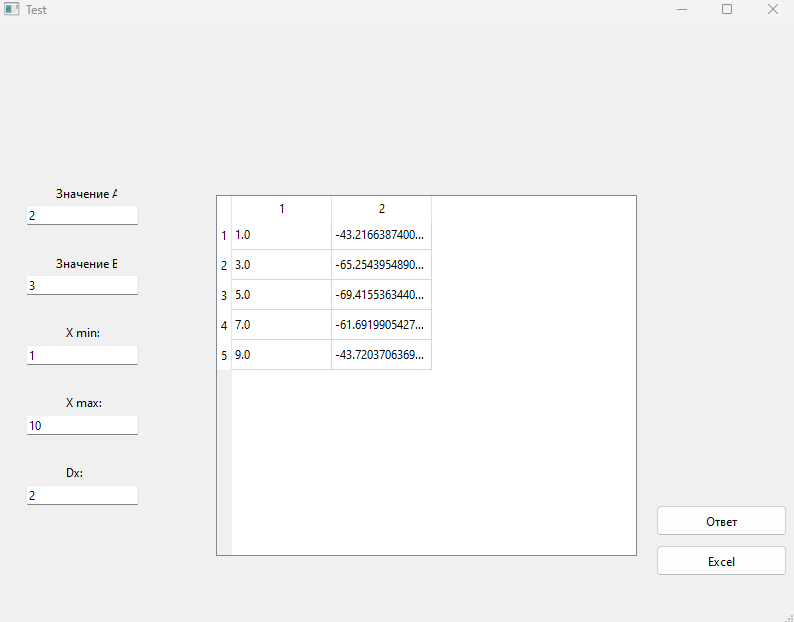 Test
Значение A
2
Значение B
3
X min:
1
X max:
10
Dx:
2
1 2
1 1.0 -43.2166387400...
2 3.0 -65.2543954890...
3 5.0 -69.4155363440...
4 7.0 -61.6919905427...
5 9.0 -43.7203706369...
Ответ
Excel